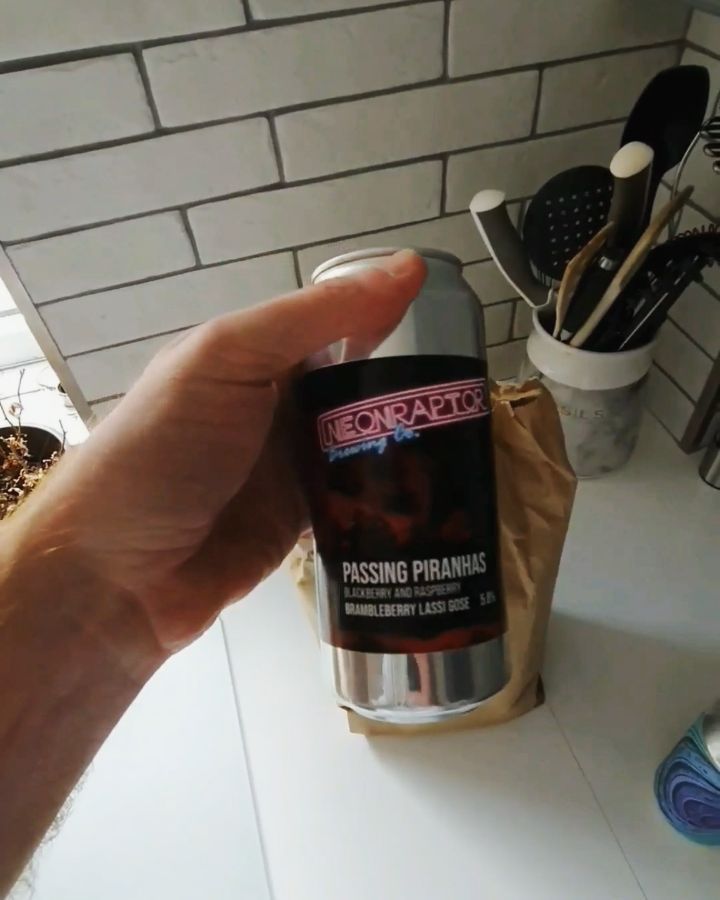 NEONRAPTOR
Brewing Co.
PASSING PIRANHAS
BLACKBERRY AND RASPBERRY
BRAMBLEBERRY LASSI GOSE 5.8%